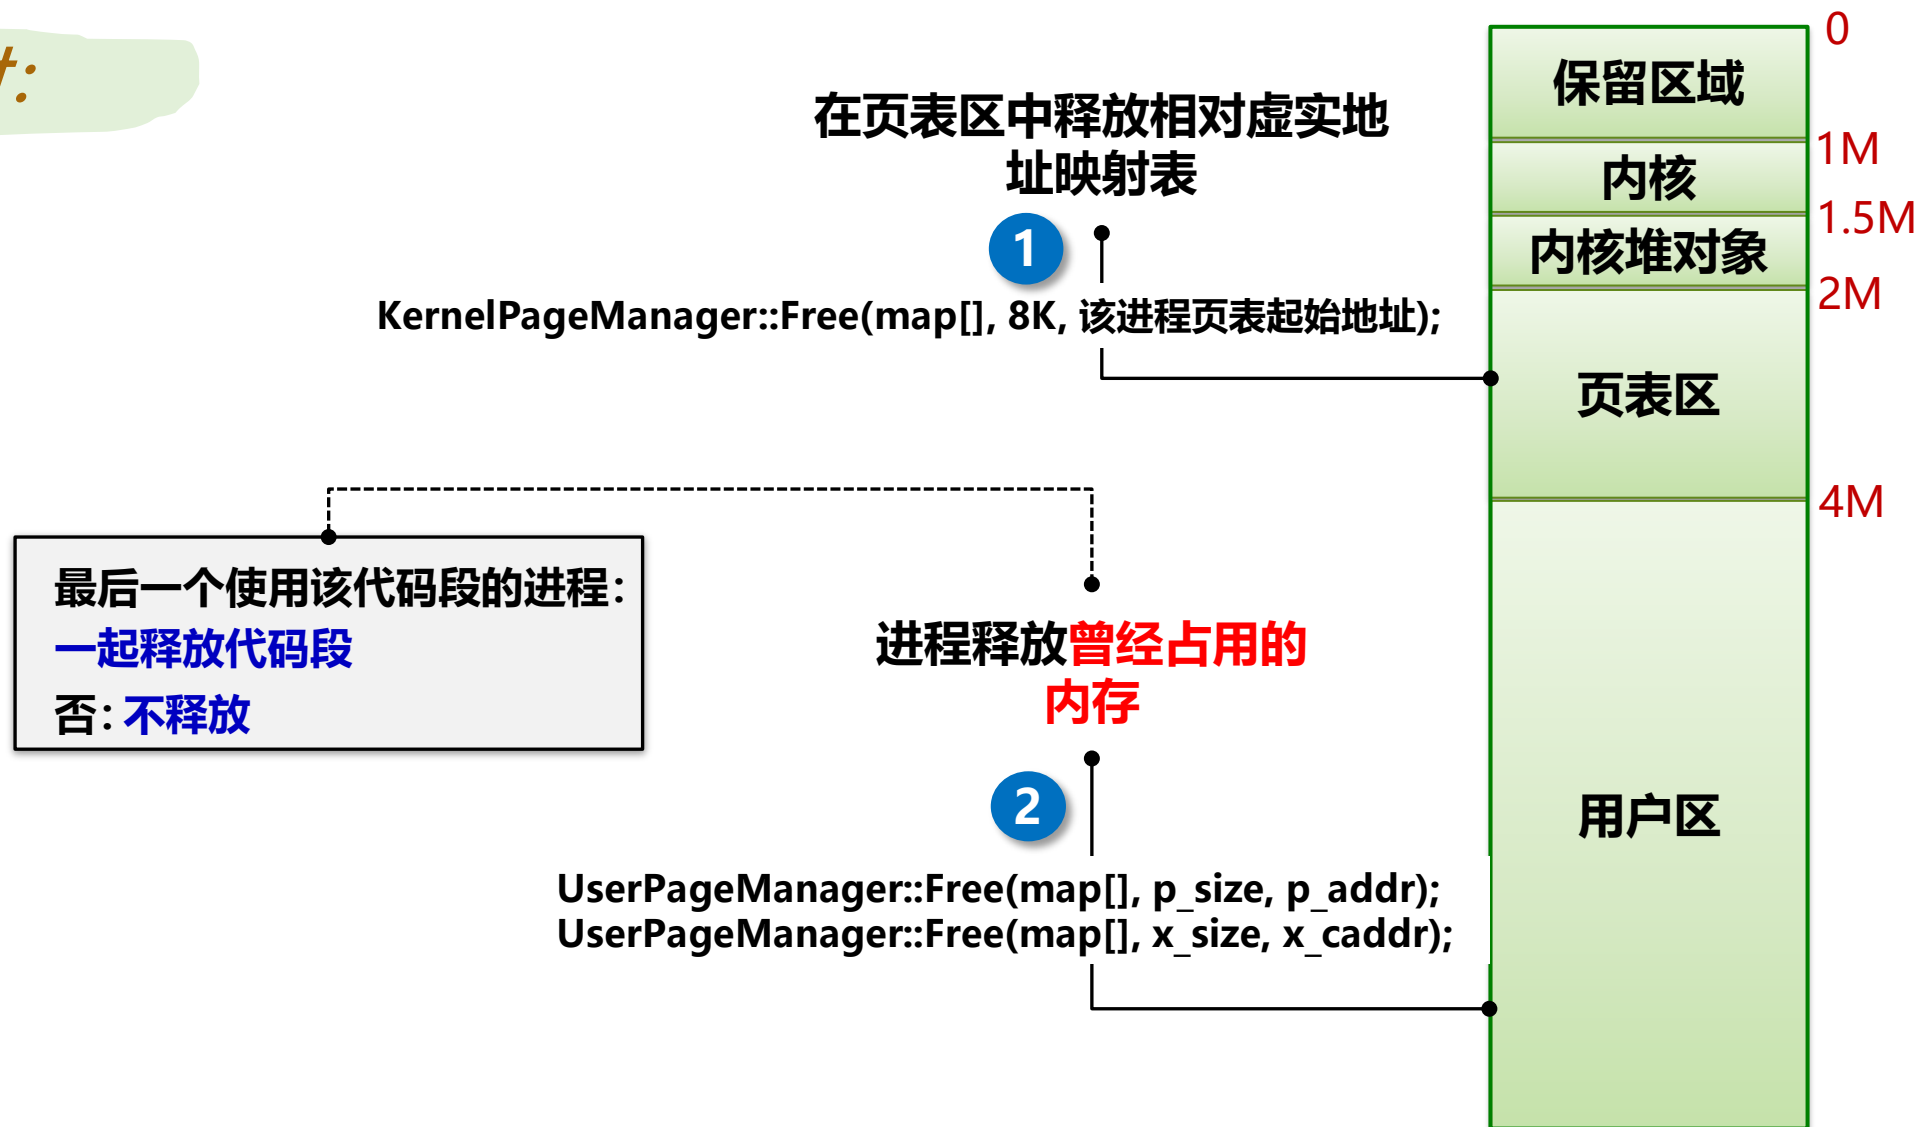 在页表区中释放相对虚实地
址映射表
1
KernelPageManager::Free(map[], 8K, 该进程页表起始地址);
最后一个使用该代码段的进程：
一起释放代码段
否：不释放
进程释放曾经占用的
内存
2
UserPageManager::Free(map[], p_size, p_addr);
UserPageManager::Free(map[], x_size, x_caddr);
0
保留区域
1M
内核
1.5M
内核堆对象
2M
页表区
4M
用户区